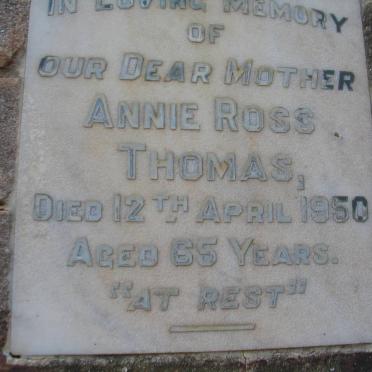 IN LOVING MEMORY
OF
OUR DEAR MOTHER
ANNIE ROSS
THOMAS,
DIED 12TH APRIL 1950
AGED 65 YEARS.
"AT REST"